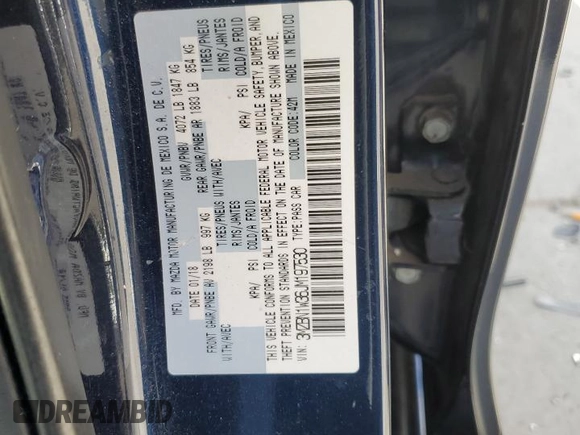 MFD BY MAZDA MOTOR MANUFACTURING DE MEXICO S.A. DE C.V.
DATE 01/18 GVWR/PNBV 4072 LB 1847 KG
FRONT GAWR/PNBE AV 2198 LB 997 KG REAR GAWR/PNBE AR 1883 LB 854 KG
WITH/AVEC TIRES/PNEUS WITH/AVEC TIRES/PNEUS
RIMS/JANTES RIMS/JANTES
KPA/ PSI COLD/A FROID KPA/ PSI COLD/A FROID
THIS VEHICLE CONFORMS TO ALL APPLICABLE FEDERAL MOTOR VEHICLE SAFETY, BUMPER, AND
THEFT PREVENTION STANDARDS IN EFFECT ON THE DATE OF MANUFACTURE SHOWN ABOVE.
VIN: 3MZBN1W36JM197630 COLOR CODE:42M MADE IN MEXICO
TYPE:PASS CAR
DREAMBID